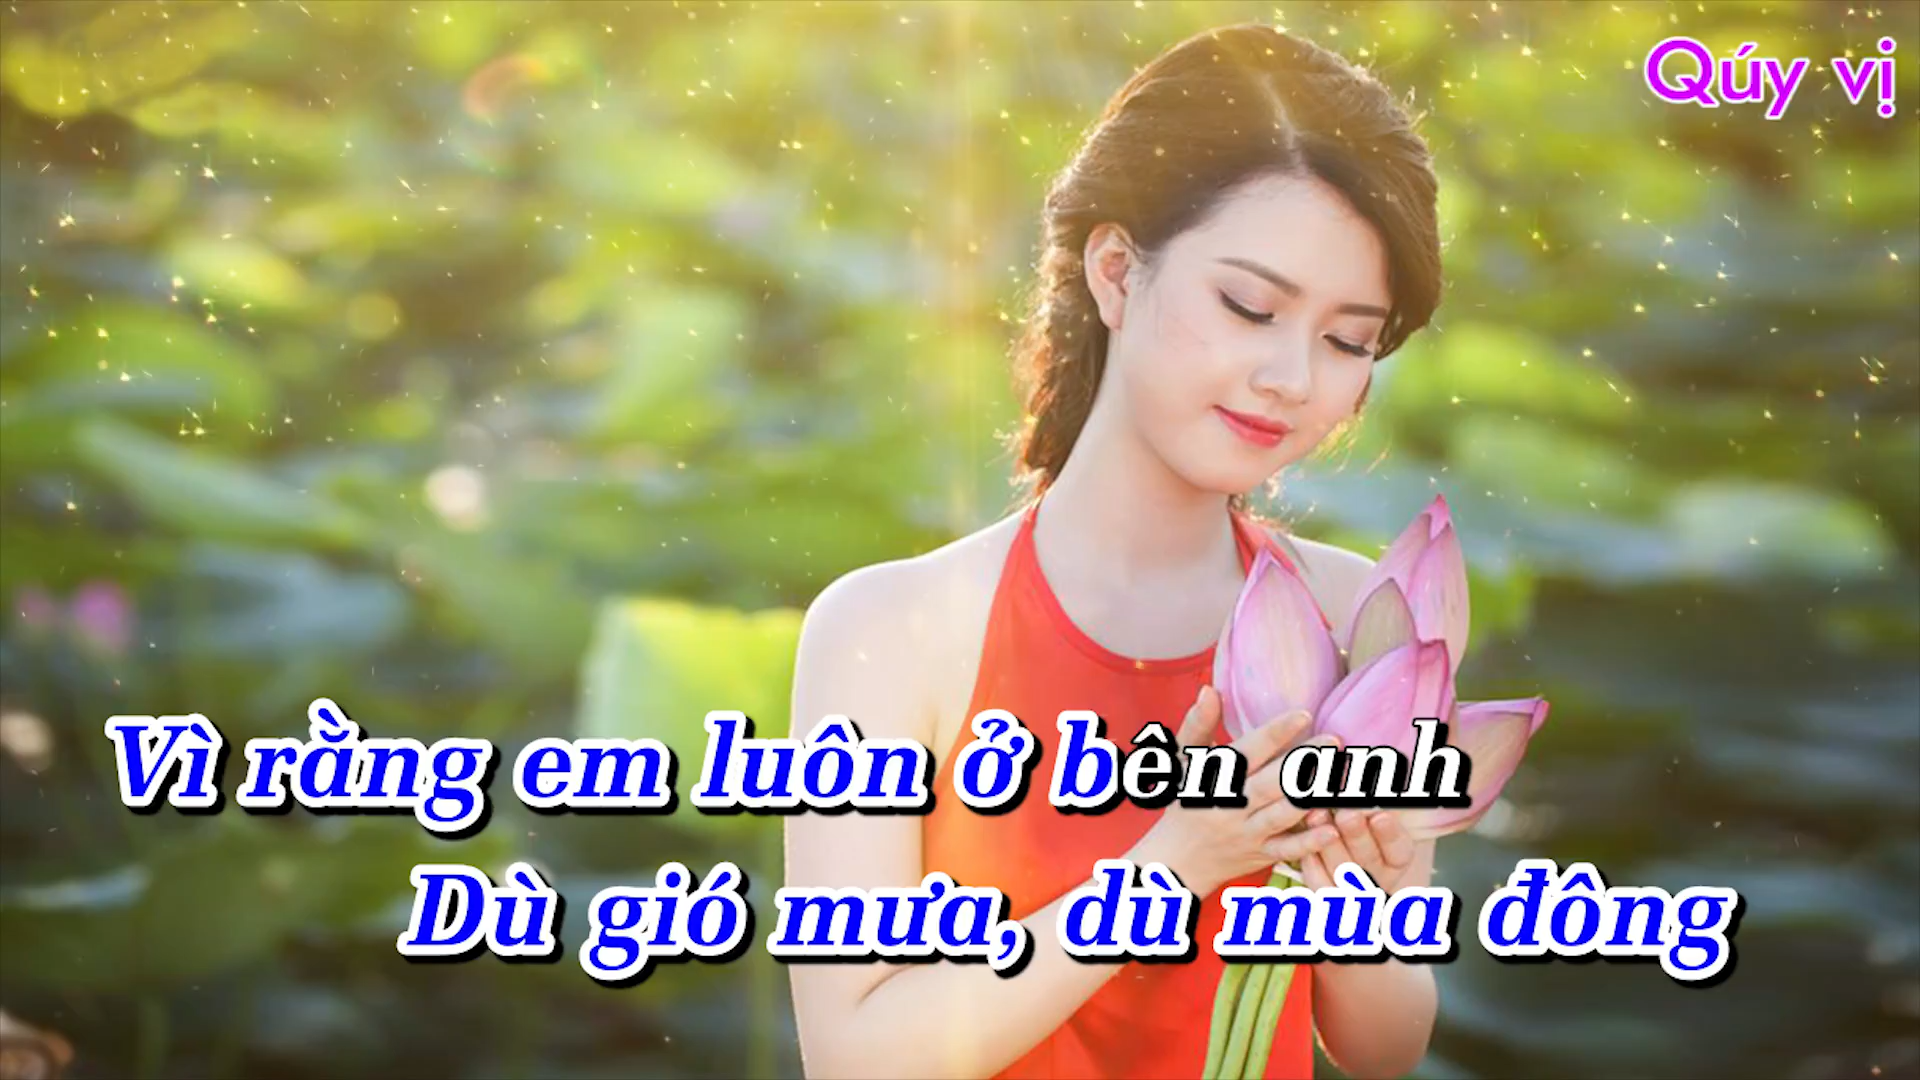 Qúy vị
Vì rằng em luôn ở bên anh
Dù gió mưa, dù mùa đông